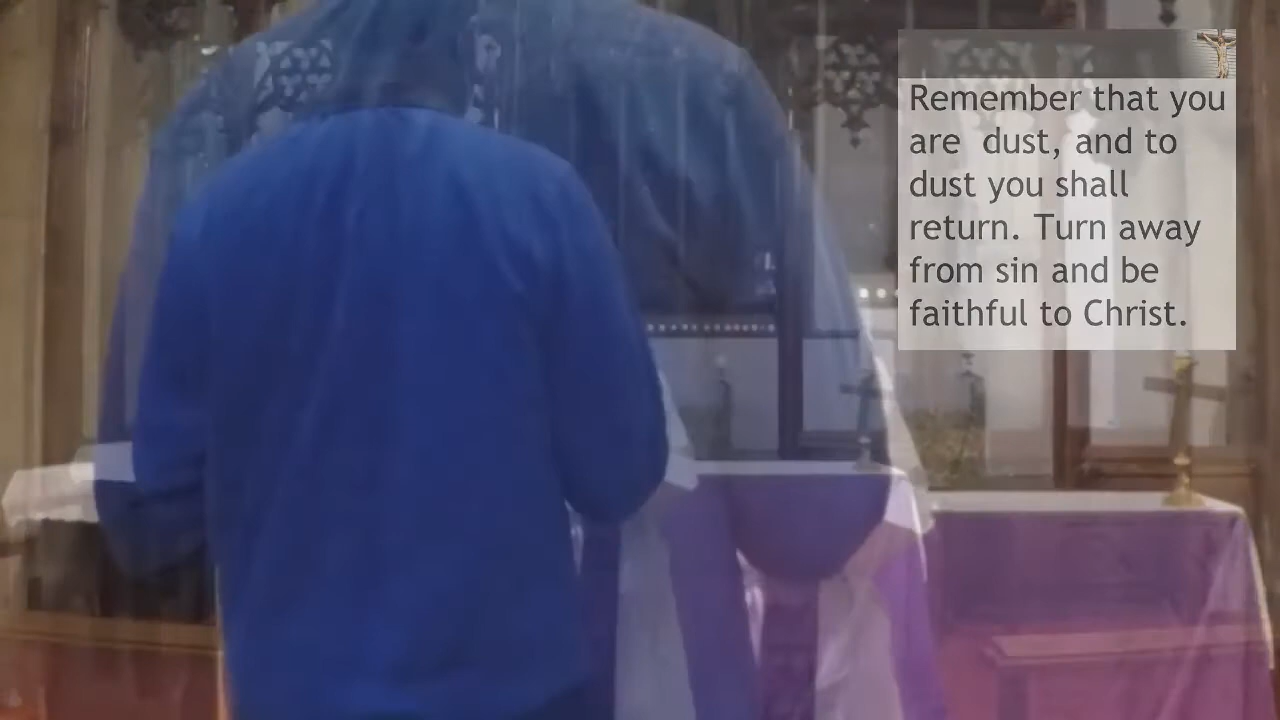 Remember that you
are  dust, and to
dust you shall
return. Turn away
from sin and be
faithful to Christ.